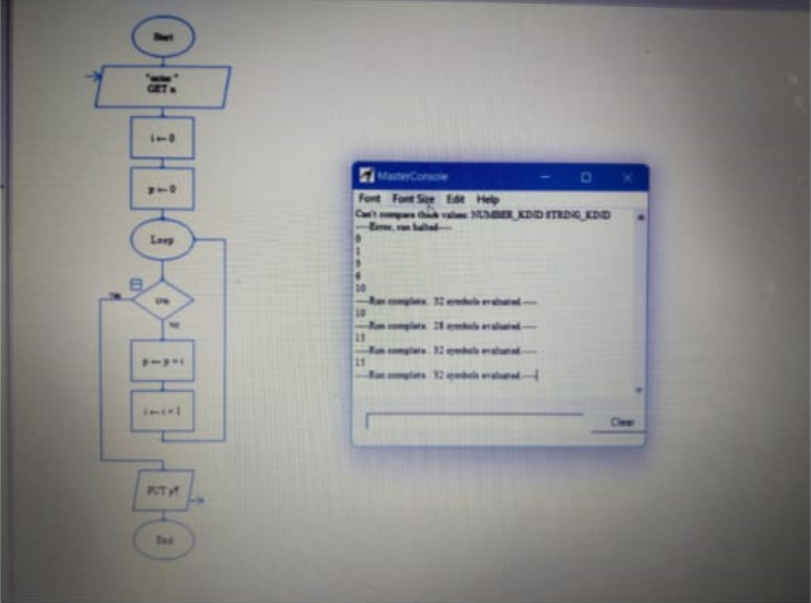 Start
GET n
i ← 0
p ← 0
Loop
Yes
No
p ← p + i
i ← i + 1
PUT p¶
End
MasterConsole
Font Font Size Edit Help
Can't compare values: NUMBER_KIND STRING_KIND
----Error, run halted----
0
1
3
6
10
----Run complete. 32 symbols evaluated.----
10
----Run complete. 28 symbols evaluated.----
15
----Run complete. 32 symbols evaluated.----
15
----Run complete. 32 symbols evaluated.----
Clear